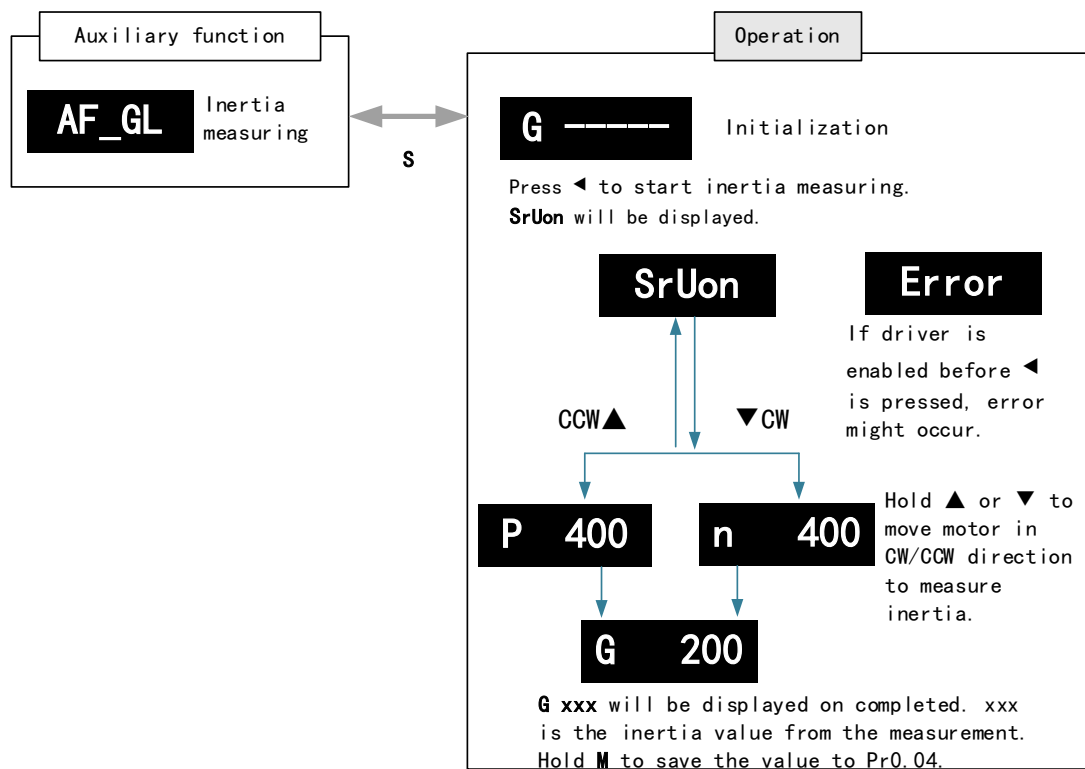 Auxiliary function
AF_GL
Inertia
measuring
S
Operation
G -----
Initialization
Press ◀ to start inertia measuring.
SrUon will be displayed.
SrUon
Error
If driver is
enabled before ◀
is pressed, error
might occur.
CCW▲
▼CW
P 400
n 400
Hold ▲ or ▼ to
move motor in
CW/CCW direction
to measure
inertia.
G 200
G xxx will be displayed on completed. xxx
is the inertia value from the measurement.
Hold M to save the value to Pr0.04.